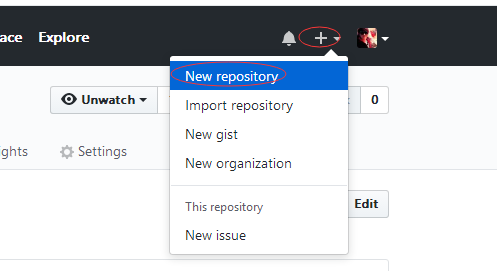 ace Explore
New repository
Unwatch 0
Import repository
New gist
ghts Settings
New organization
This repository Edit
New issue